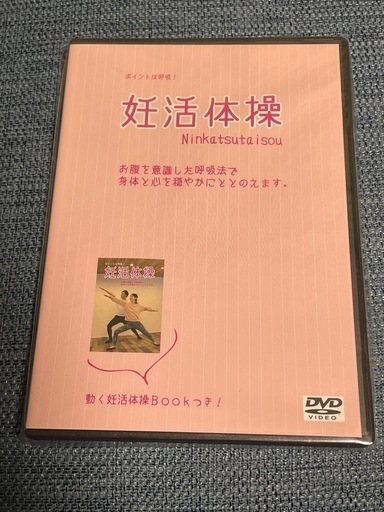 ポイントは呼吸！
妊活体操
Ninkatsutaisou
お腹を意識した呼吸法で
身体と心を穏やかにととのえます。
妊活体操
動く妊活体操Bookつき！
DVD
VIDEO